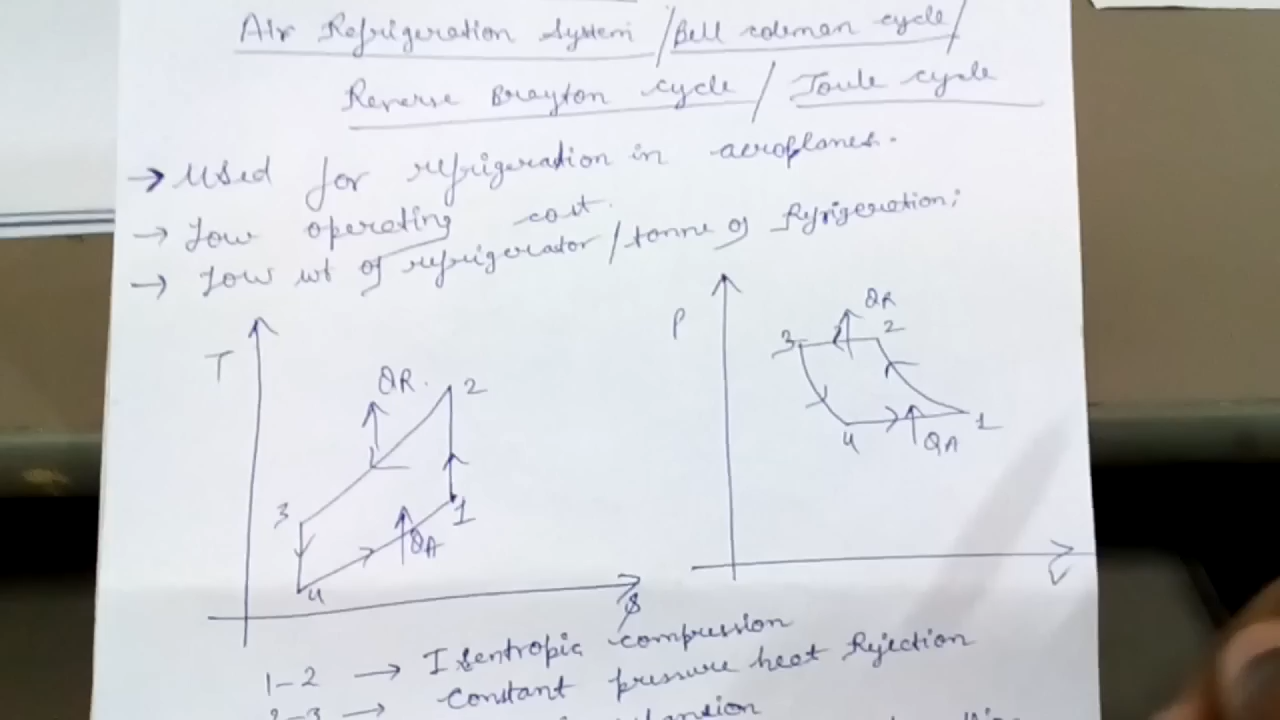 Air Refrigeration System / Bell coleman cycle /
Reverse Brayton cycle / Joule cycle
→ Used for refrigeration in aeroplanes.
→ Low operating cost.
→ Low wt of refrigerator / tonne of Refrigeration;
T
QR
2
3
1
QA
4
S
P
QR
3
2
4
1
QA
V
1-2 → Isentropic compression
2-3 → Constant pressure heat Rejection